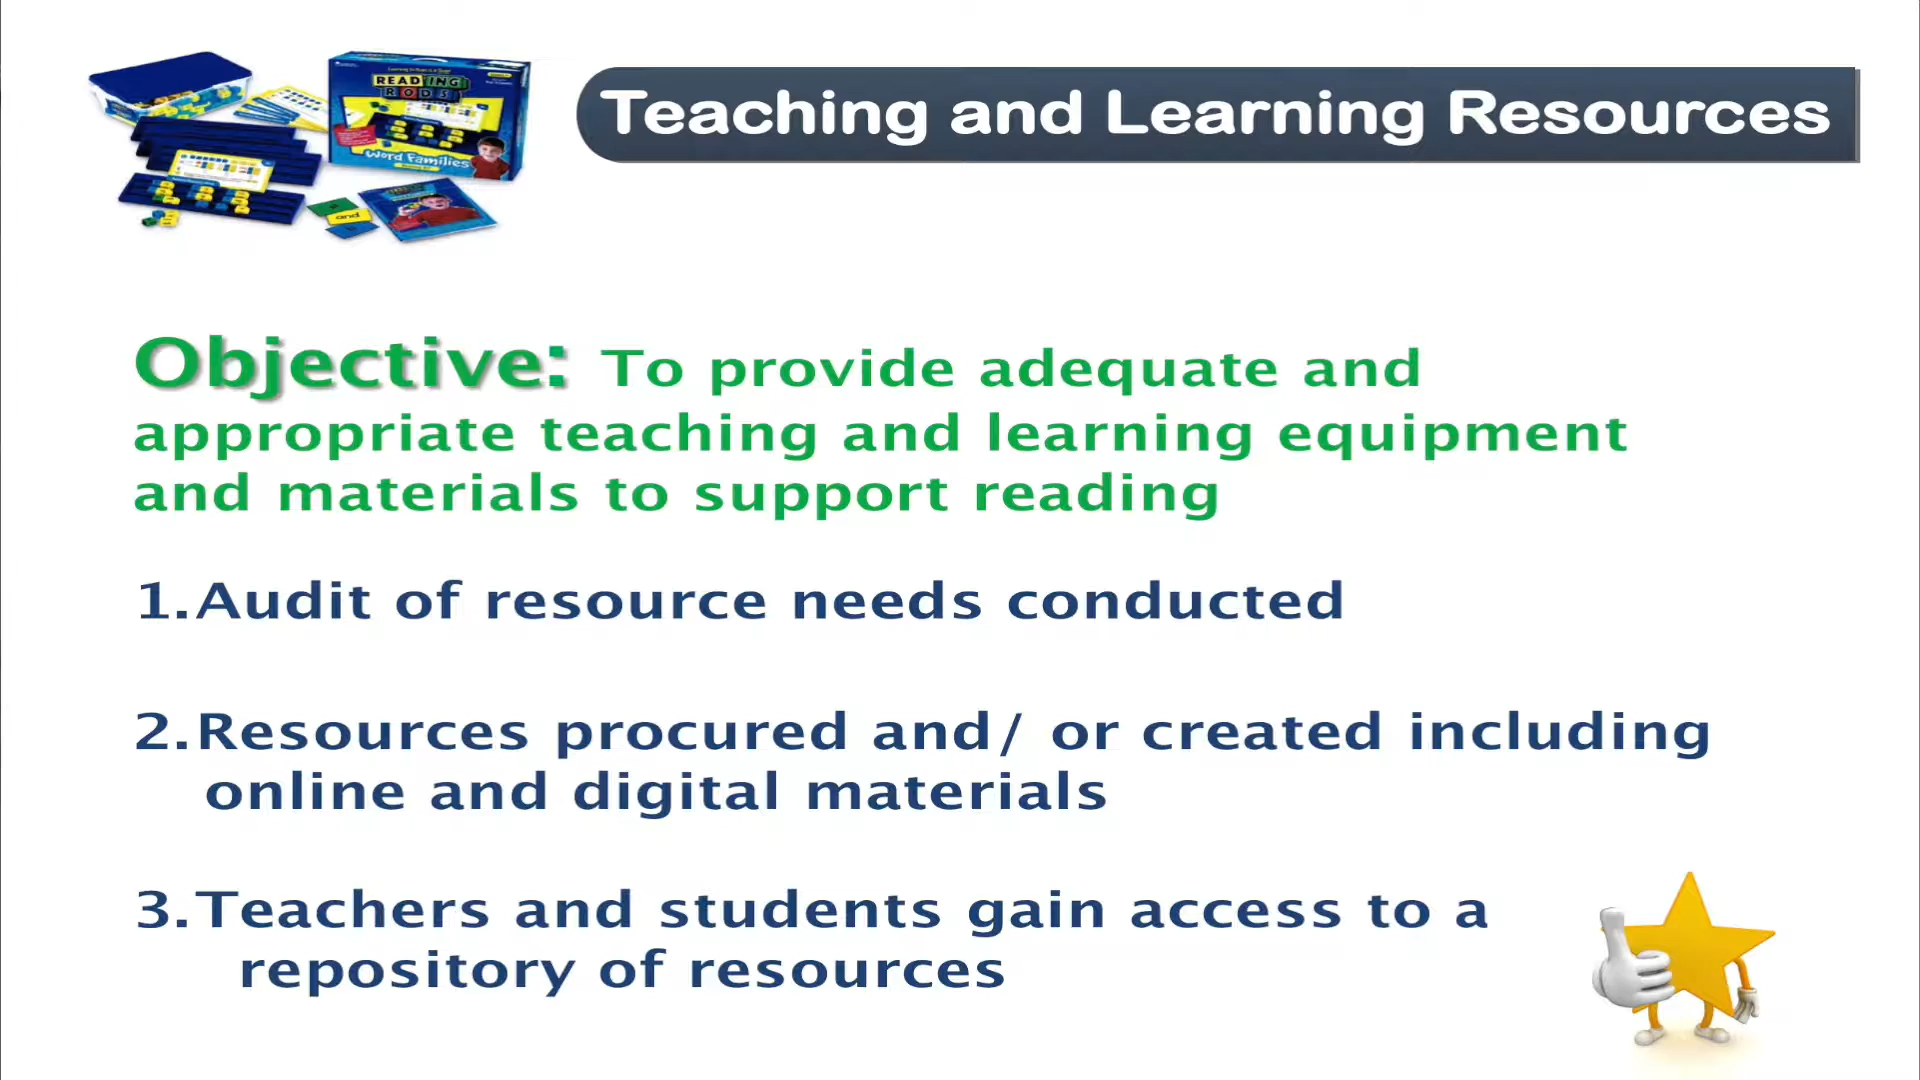 READING
RODS
Word Families
and
Teaching and Learning Resources
Objective: To provide adequate and
appropriate teaching and learning equipment
and materials to support reading
1.Audit of resource needs conducted
2.Resources procured and/ or created including
online and digital materials
3.Teachers and students gain access to a
repository of resources